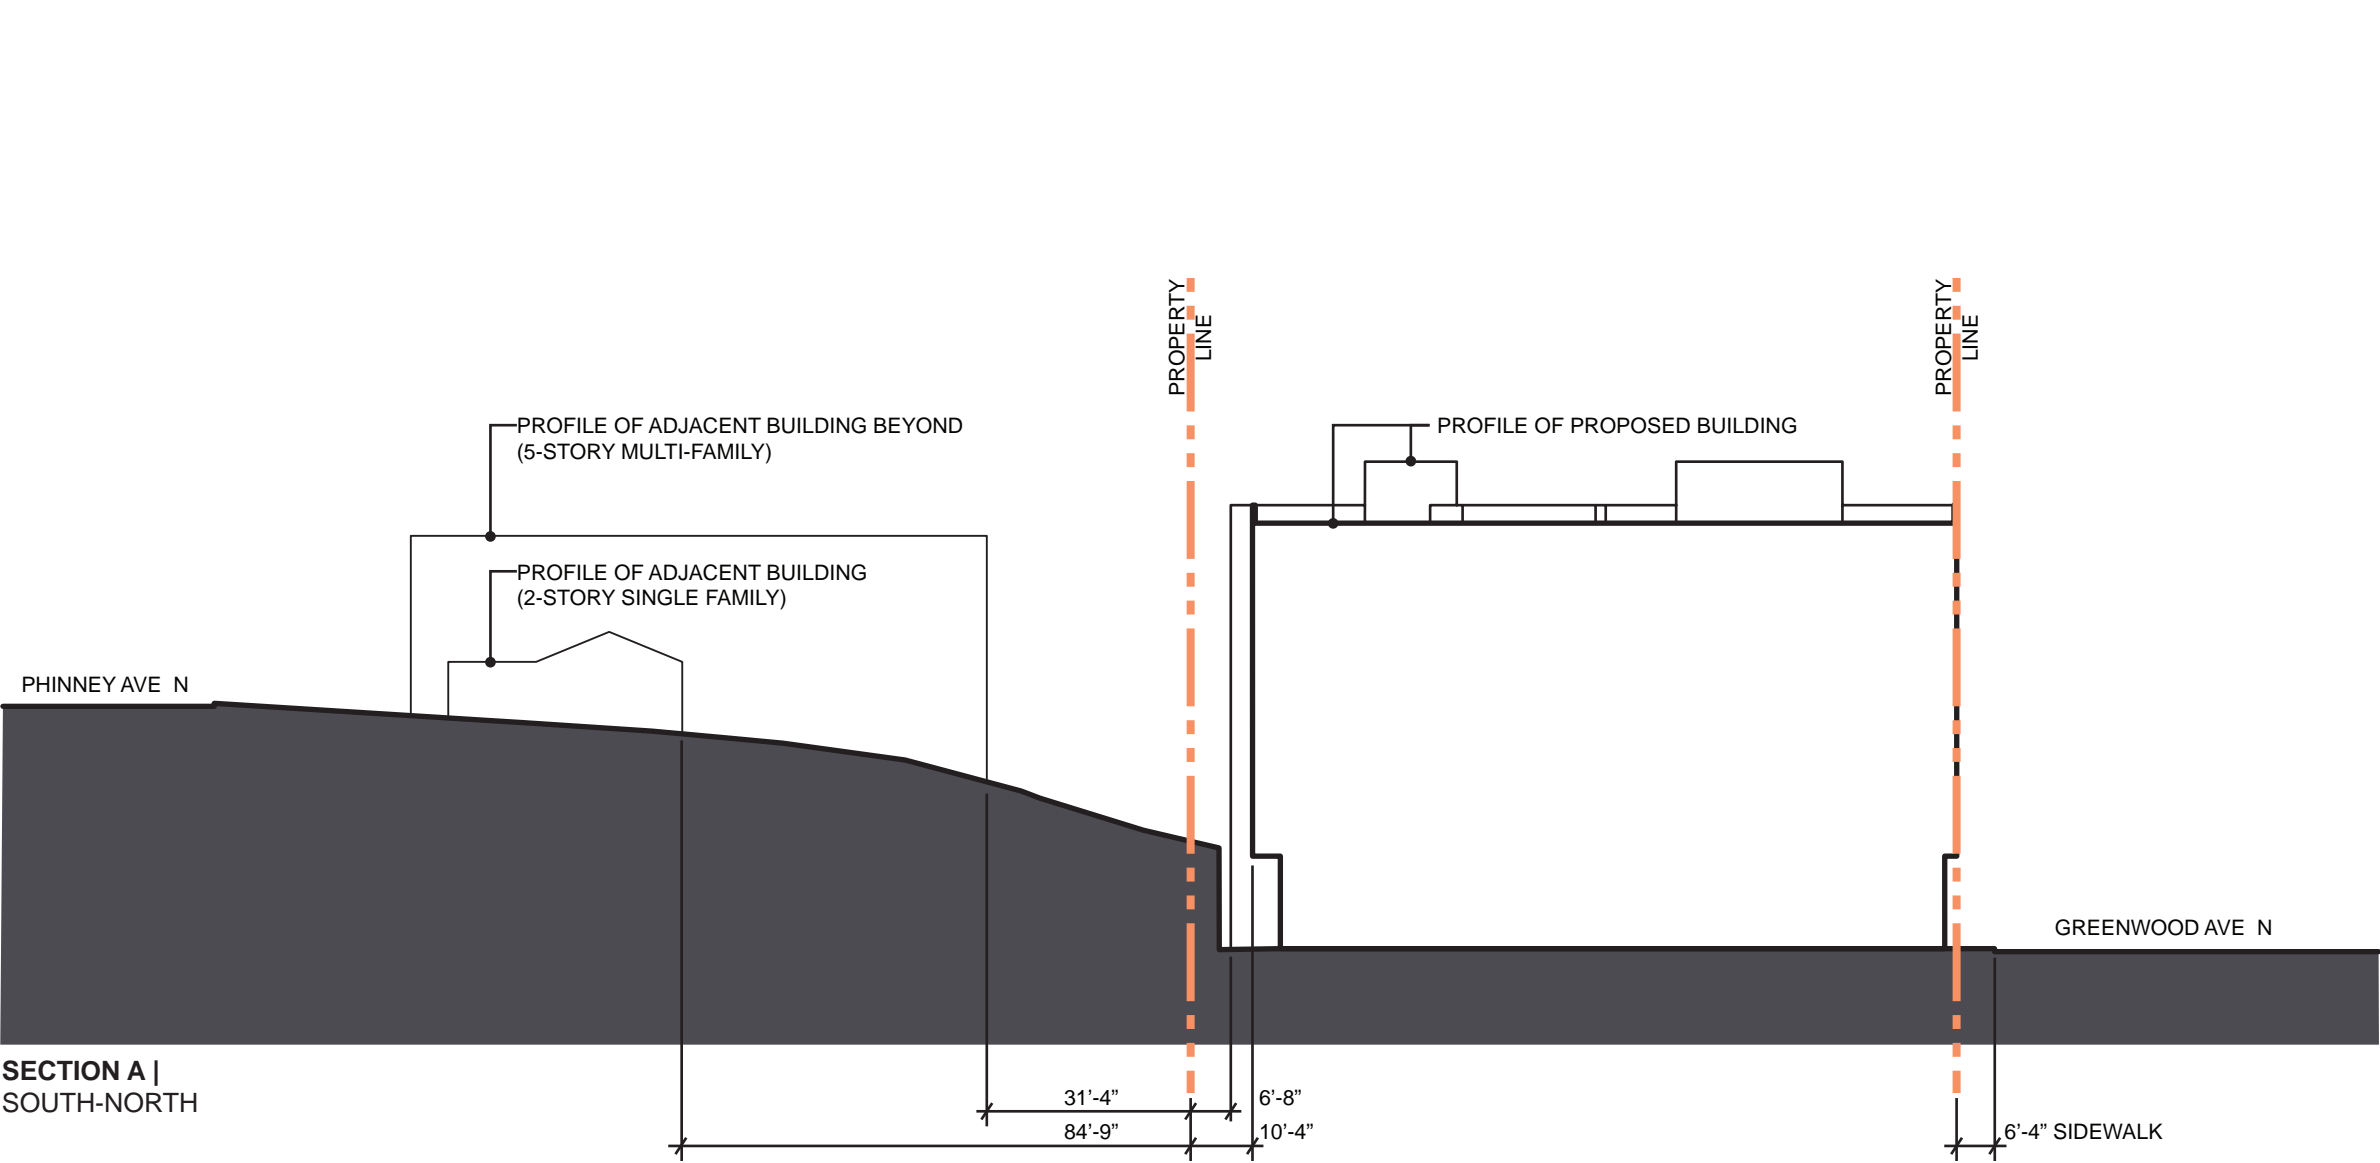 PROPERTY
LINE
PROPERTY
LINE
PROFILE OF ADJACENT BUILDING BEYOND
(5-STORY MULTI-FAMILY)
PROFILE OF PROPOSED BUILDING
PROFILE OF ADJACENT BUILDING
(2-STORY SINGLE FAMILY)
PHINNEY AVE N
GREENWOOD AVE N
SECTION A |
SOUTH-NORTH
31’-4”
6’-8”
84’-9”
10’-4”
6’-4” SIDEWALK